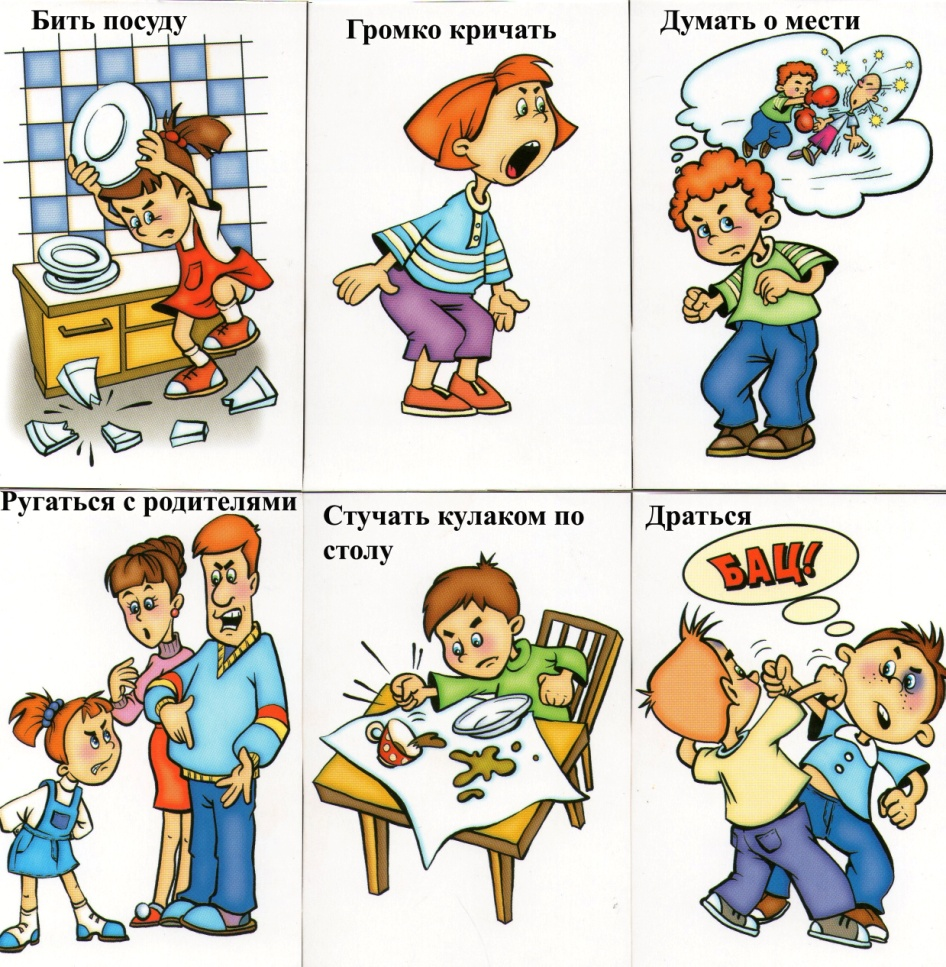 Бить посуду
Громко кричать
Думать о мести
Ругаться с родителями
Стучать кулаком по
столу
Драться
БАЦ!